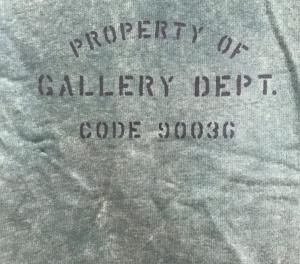 PROPERTY OF
GALLERY DEPT.
CODE 90036